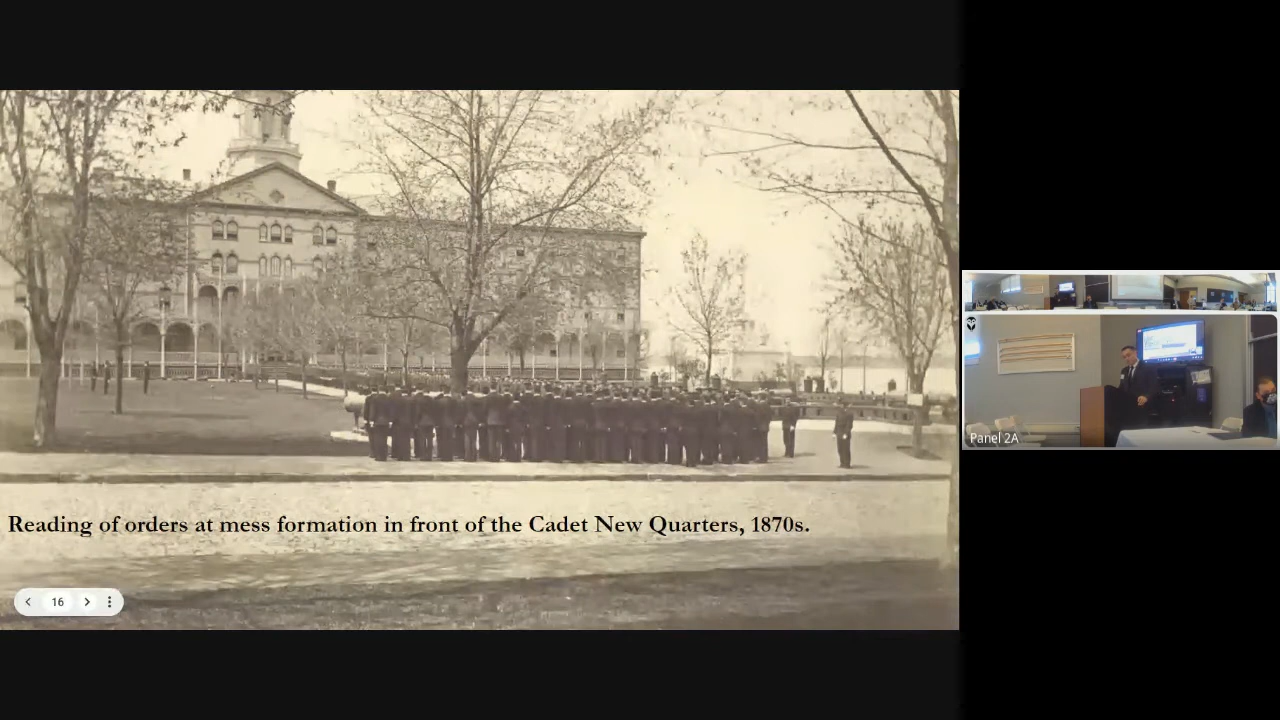 Reading of orders at mess formation in front of the Cadet New Quarters, 1870s.
16
Panel 2A